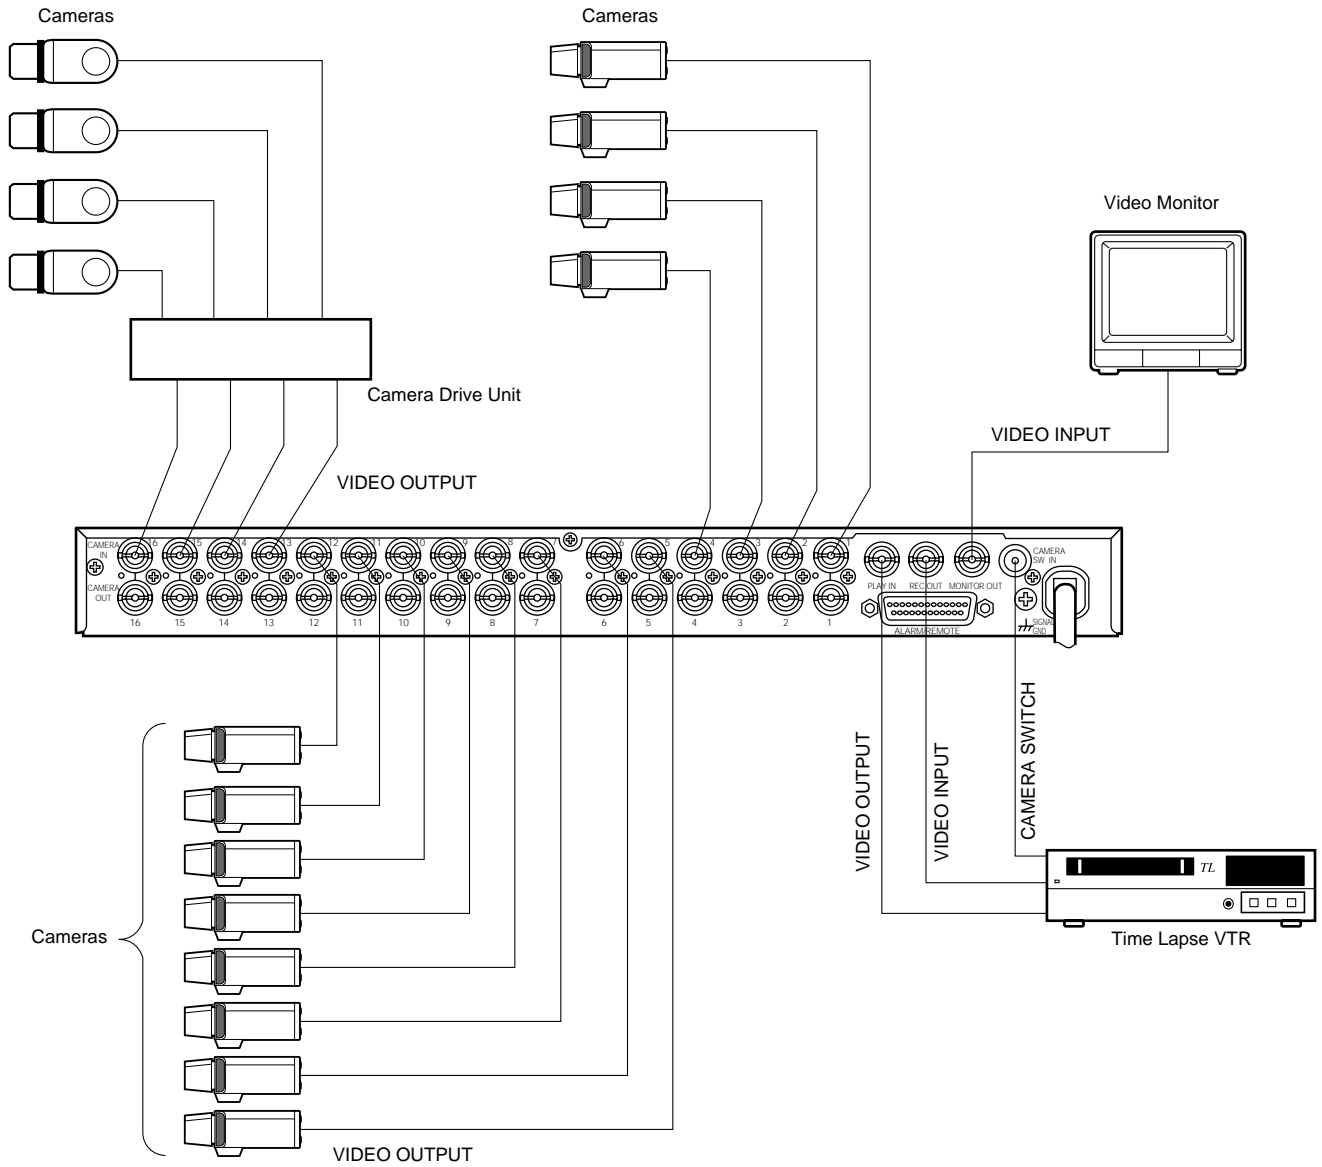 Cameras
Cameras
Video Monitor
Camera Drive Unit
VIDEO INPUT
VIDEO OUTPUT
CAMERA IN
16 15 14 13 12 11 10 9 8 6 5 4 3 2 1
CAMERA SW IN
CAMERA OUT
PLAY IN REC OUT MONITOR OUT
16 15 14 13 12 11 10 9 8 7 6 5 4 3 2 1
ALARM/REMOTE
SIGNAL GND
VIDEO OUTPUT
VIDEO INPUT
CAMERA SWITCH
TL
Time Lapse VTR
Cameras
VIDEO OUTPUT